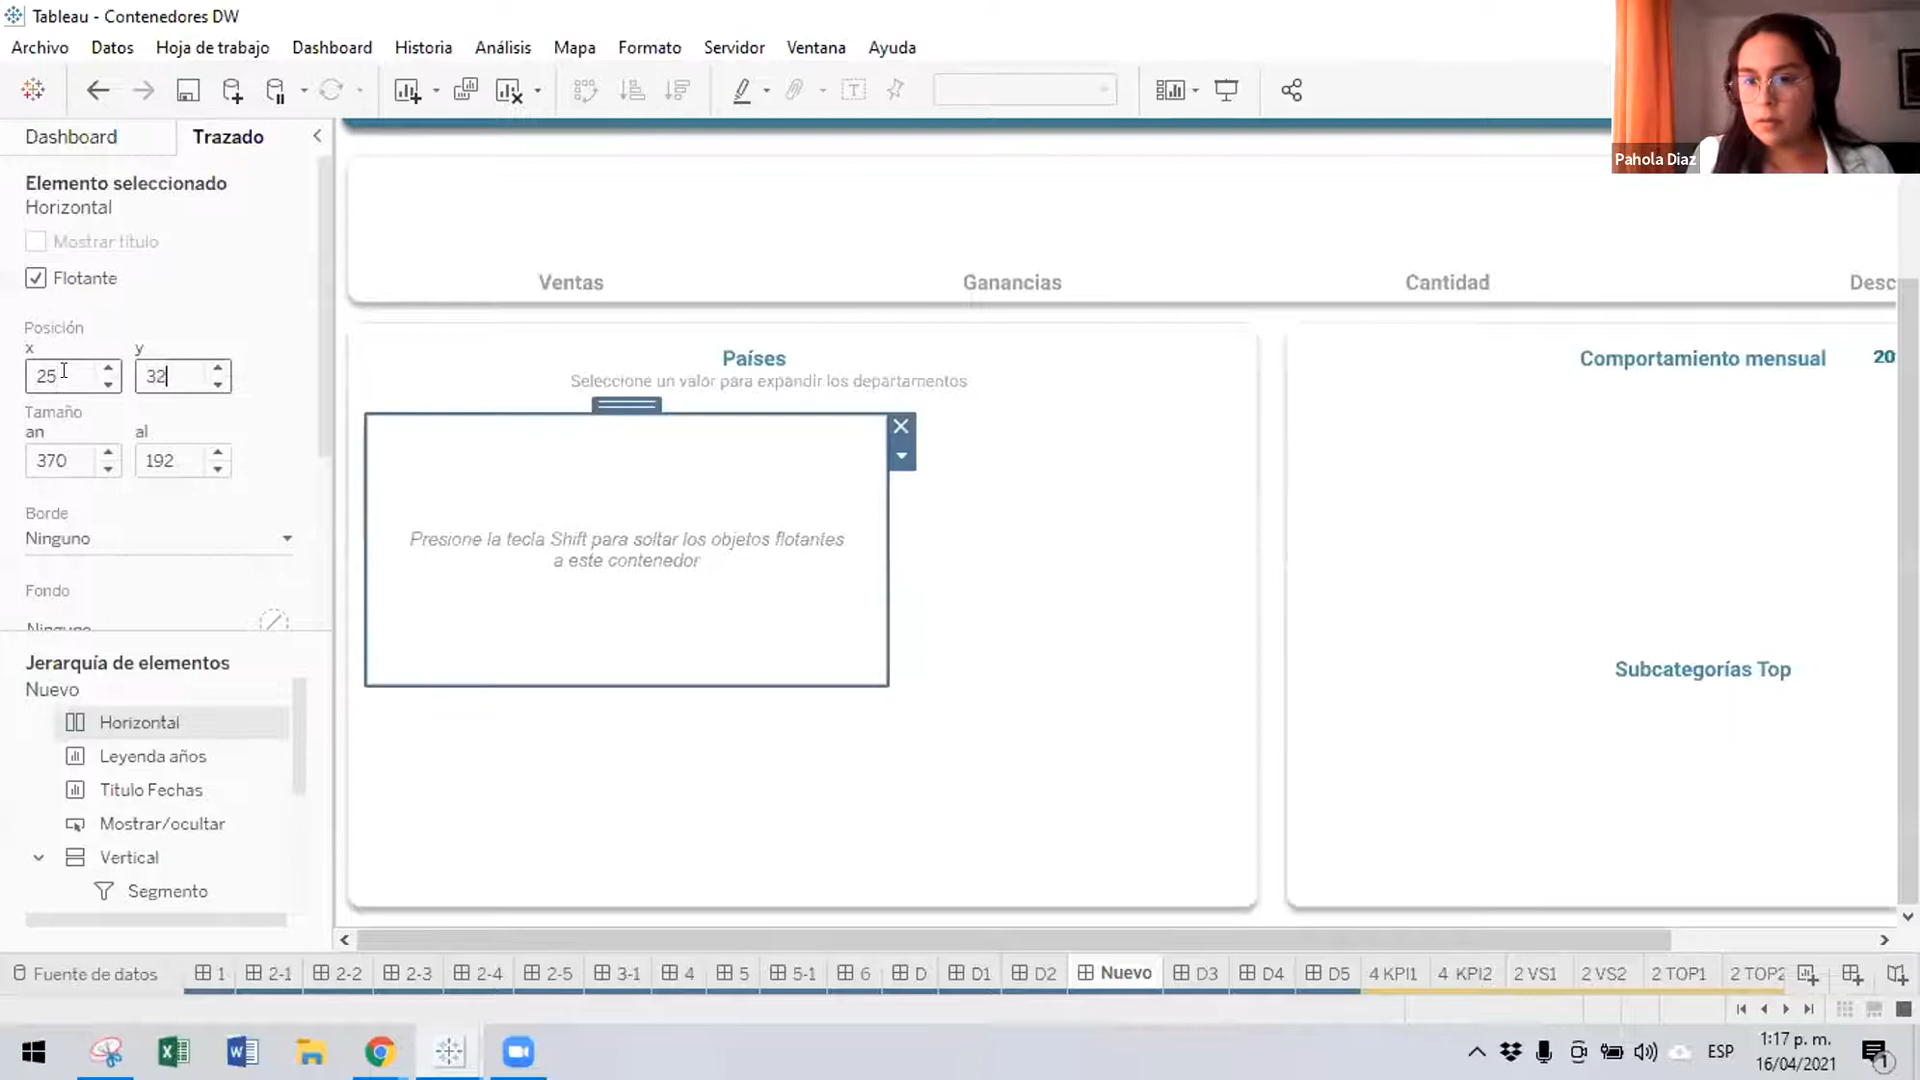 Tableau - Contenedores DW
Archivo Datos Hoja de trabajo Dashboard Historia Análisis Mapa Formato Servidor Ventana Ayuda
Pahola Diaz
Dashboard Trazado
Elemento seleccionado
Horizontal
Mostrar título
Flotante
Posición
x y
25 32
Tamaño
an al
370 192
Borde
Ninguno
Fondo
Ninguno
Jerarquía de elementos
Nuevo
Horizontal
Leyenda años
Titulo Fechas
Mostrar/ocultar
Vertical
Segmento
Ventas Ganancias Cantidad Desc
Países
Seleccione un valor para expandir los departamentos
Presione la tecla Shift para soltar los objetos flotantes
a este contenedor
Comportamiento mensual 20
Subcategorías Top
Fuente de datos 1 2-1 2-2 2-3 2-4 2-5 3-1 4 5 5-1 6 D D1 D2 Nuevo D3 D4 D5 4 KPI1 4 KPI2 2 VS1 2 VS2 2 TOP1 2 TOP2
ESP
1:17 p. m.
16/04/2021
1